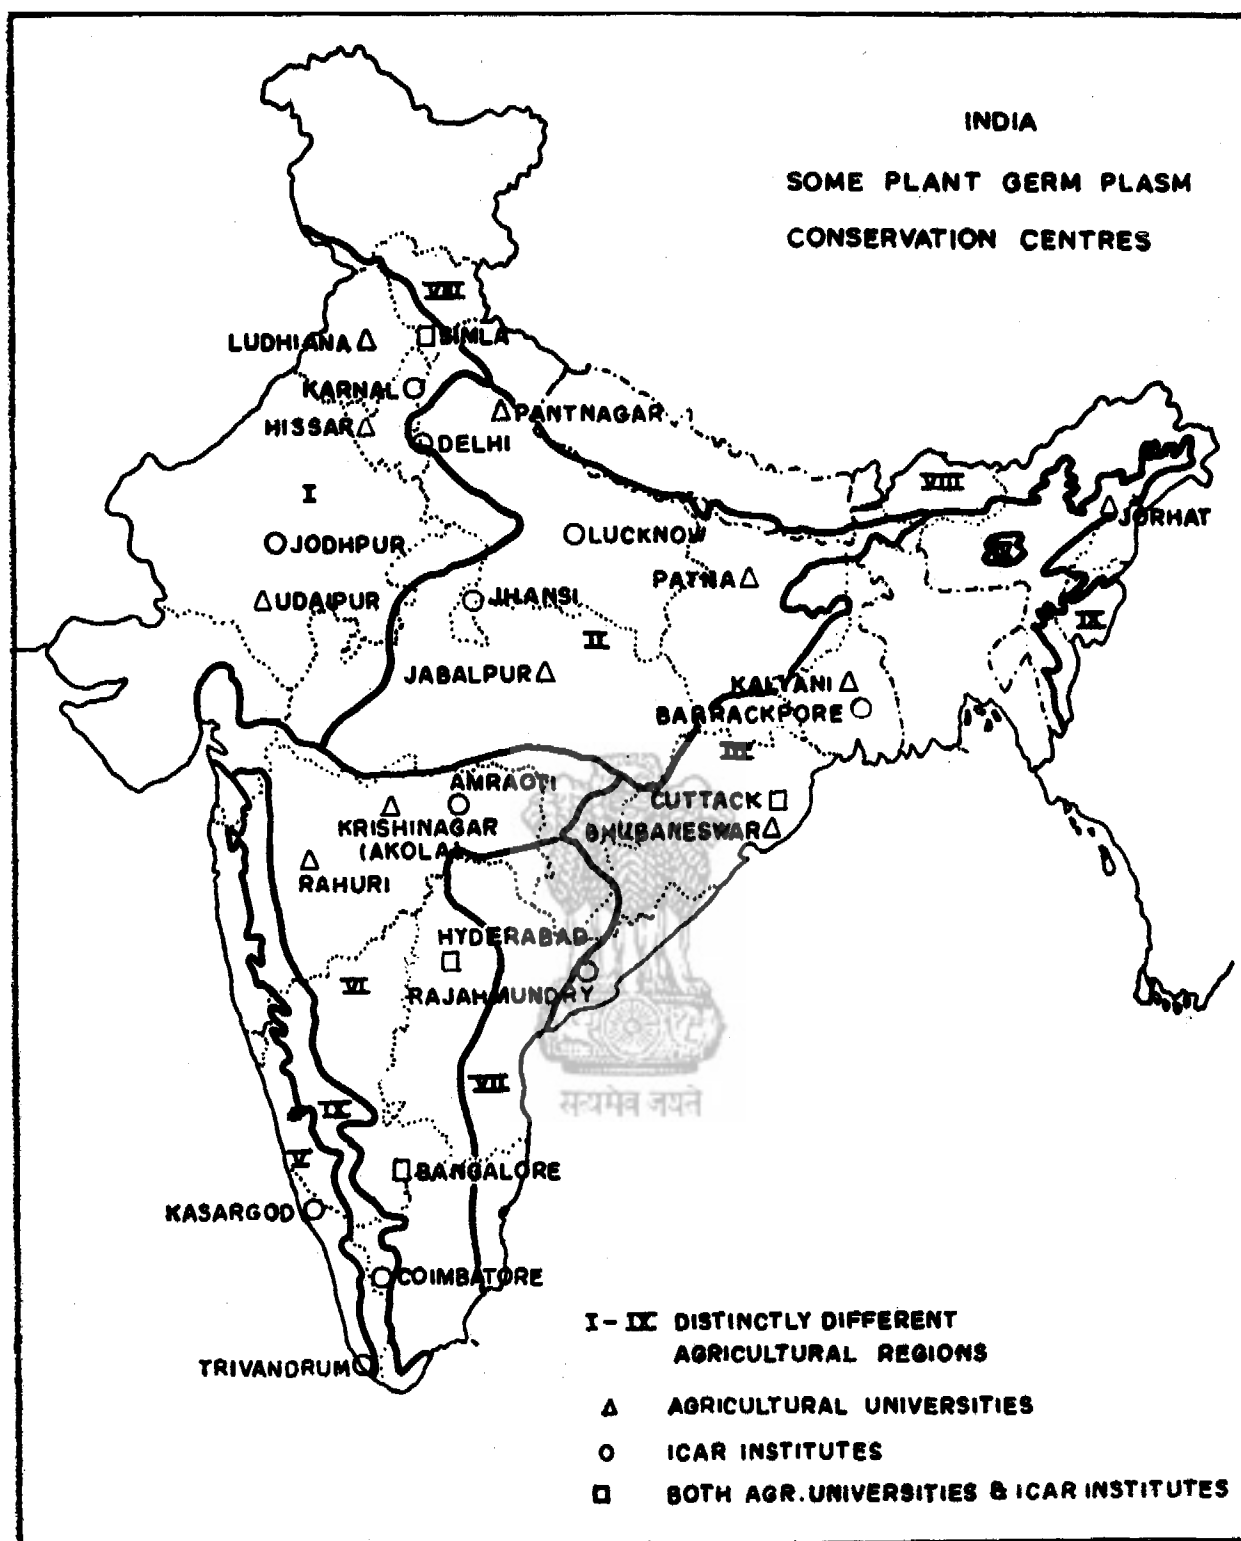 INDIA
SOME PLANT GERM PLASM
CONSERVATION CENTRES
VIII
LUDHIANA
SIMLA
KARNAL
PANTNAGAR
HISSAR
DELHI
VIII
I
JORHAT
JODHPUR
LUCKNOW
PATNA
UDAIPUR
JHANSI
IX
II
JABALPUR
KALYANI
BARRACKPORE
III
AMRAOTI
CUTTACK
KRISHINAGAR
(AKOLA)
BHUBANESWAR
RAHURI
HYDERABAD
VI
RAJAHMUNDRY
VII
सत्यमेव जयते
IX
V
BANGALORE
KASARGOD
COIMBATORE
TRIVANDRUM
I-IX DISTINCTLY DIFFERENT
AGRICULTURAL REGIONS
AGRICULTURAL UNIVERSITIES
ICAR INSTITUTES
BOTH AGR. UNIVERSITIES & ICAR INSTITUTES